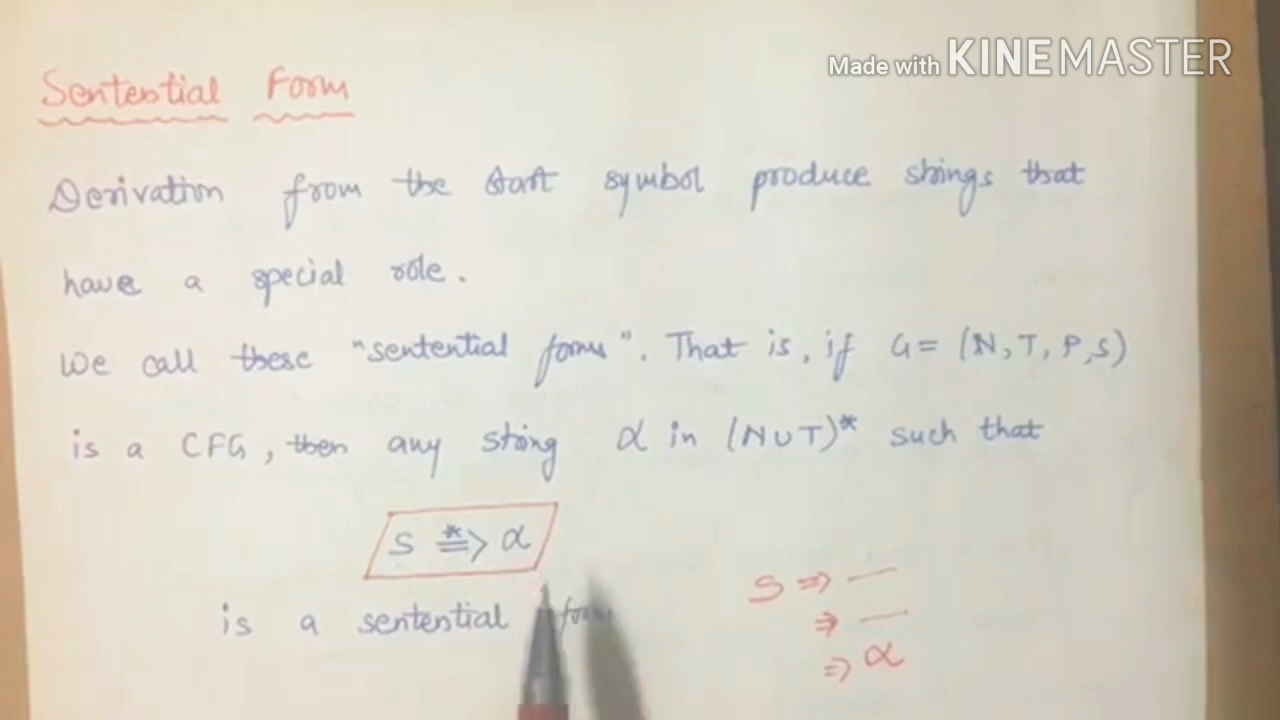 Made with KINEMASTER
Sentential Form
Derivation from the start symbol produce strings that
have a special role.
We call these "sentential forms". That is, if G = (N, T, P, S)
is a CFG, then any string α in (N ∪ T)* such that
S *=> α
is a sentential form
S => —
=> —
=> α